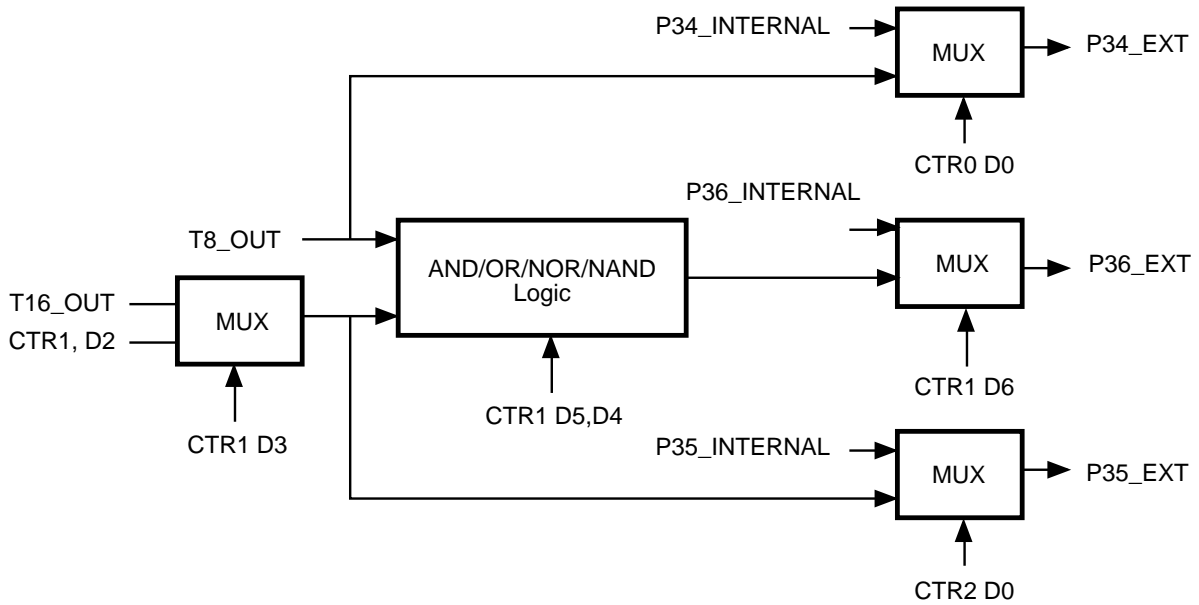 P34_INTERNAL
MUX
P34_EXT
CTR0 D0
P36_INTERNAL
T8_OUT
AND/OR/NOR/NAND
Logic
MUX
P36_EXT
T16_OUT
CTR1, D2
MUX
CTR1 D3
CTR1 D5,D4
CTR1 D6
P35_INTERNAL
MUX
P35_EXT
CTR2 D0